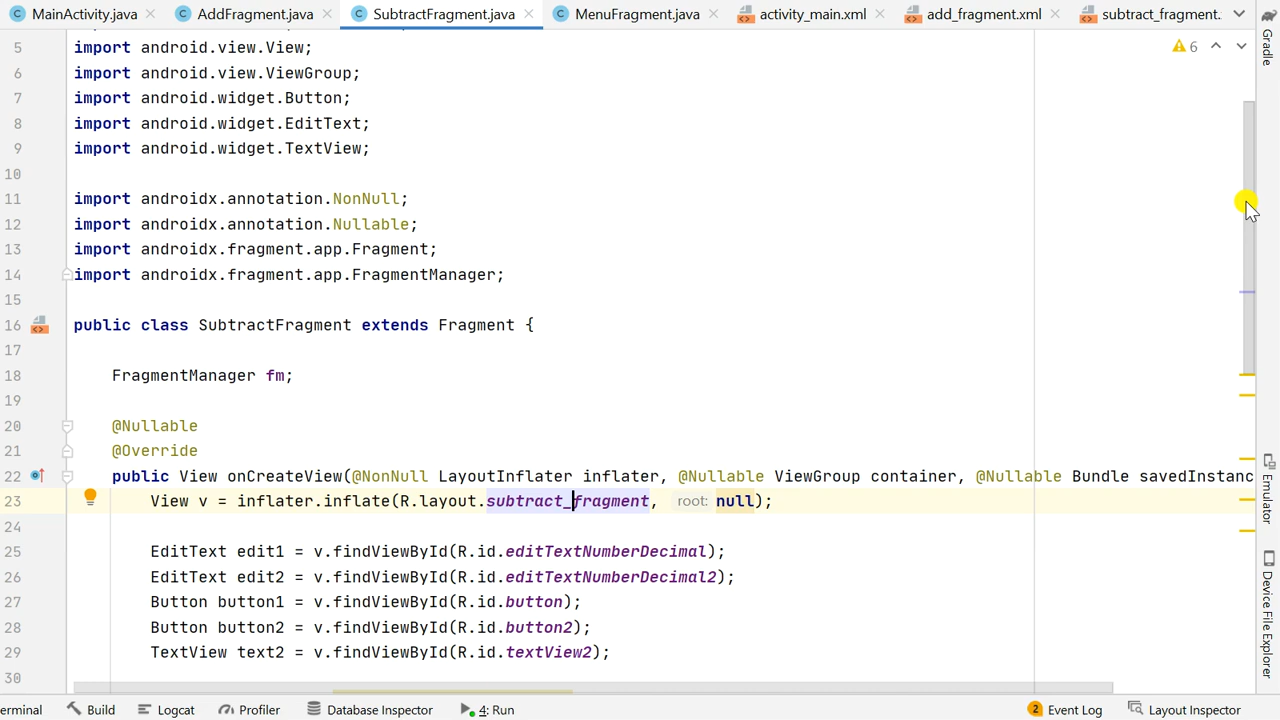 MainActivity.java AddFragment.java SubtractFragment.java MenuFragment.java activity_main.xml add_fragment.xml subtract_fragment.
5 import android.view.View;
6 import android.view.ViewGroup;
7 import android.widget.Button;
8 import android.widget.EditText;
9 import android.widget.TextView;
10
11 import androidx.annotation.NonNull;
12 import androidx.annotation.Nullable;
13 import androidx.fragment.app.Fragment;
14 import androidx.fragment.app.FragmentManager;
15
16 public class SubtractFragment extends Fragment {
17
18 FragmentManager fm;
19
20 @Nullable
21 @Override
22 public View onCreateView(@NonNull LayoutInflater inflater, @Nullable ViewGroup container, @Nullable Bundle savedInstanc
23 View v = inflater.inflate(R.layout.subtract_fragment, root: null);
24
25 EditText edit1 = v.findViewById(R.id.editTextNumberDecimal);
26 EditText edit2 = v.findViewById(R.id.editTextNumberDecimal2);
27 Button button1 = v.findViewById(R.id.button);
28 Button button2 = v.findViewById(R.id.button2);
29 TextView text2 = v.findViewById(R.id.textView2);
30
6
Gradle
Emulator
Device File Explorer
erminal Build Logcat Profiler Database Inspector 4: Run 2 Event Log Layout Inspector